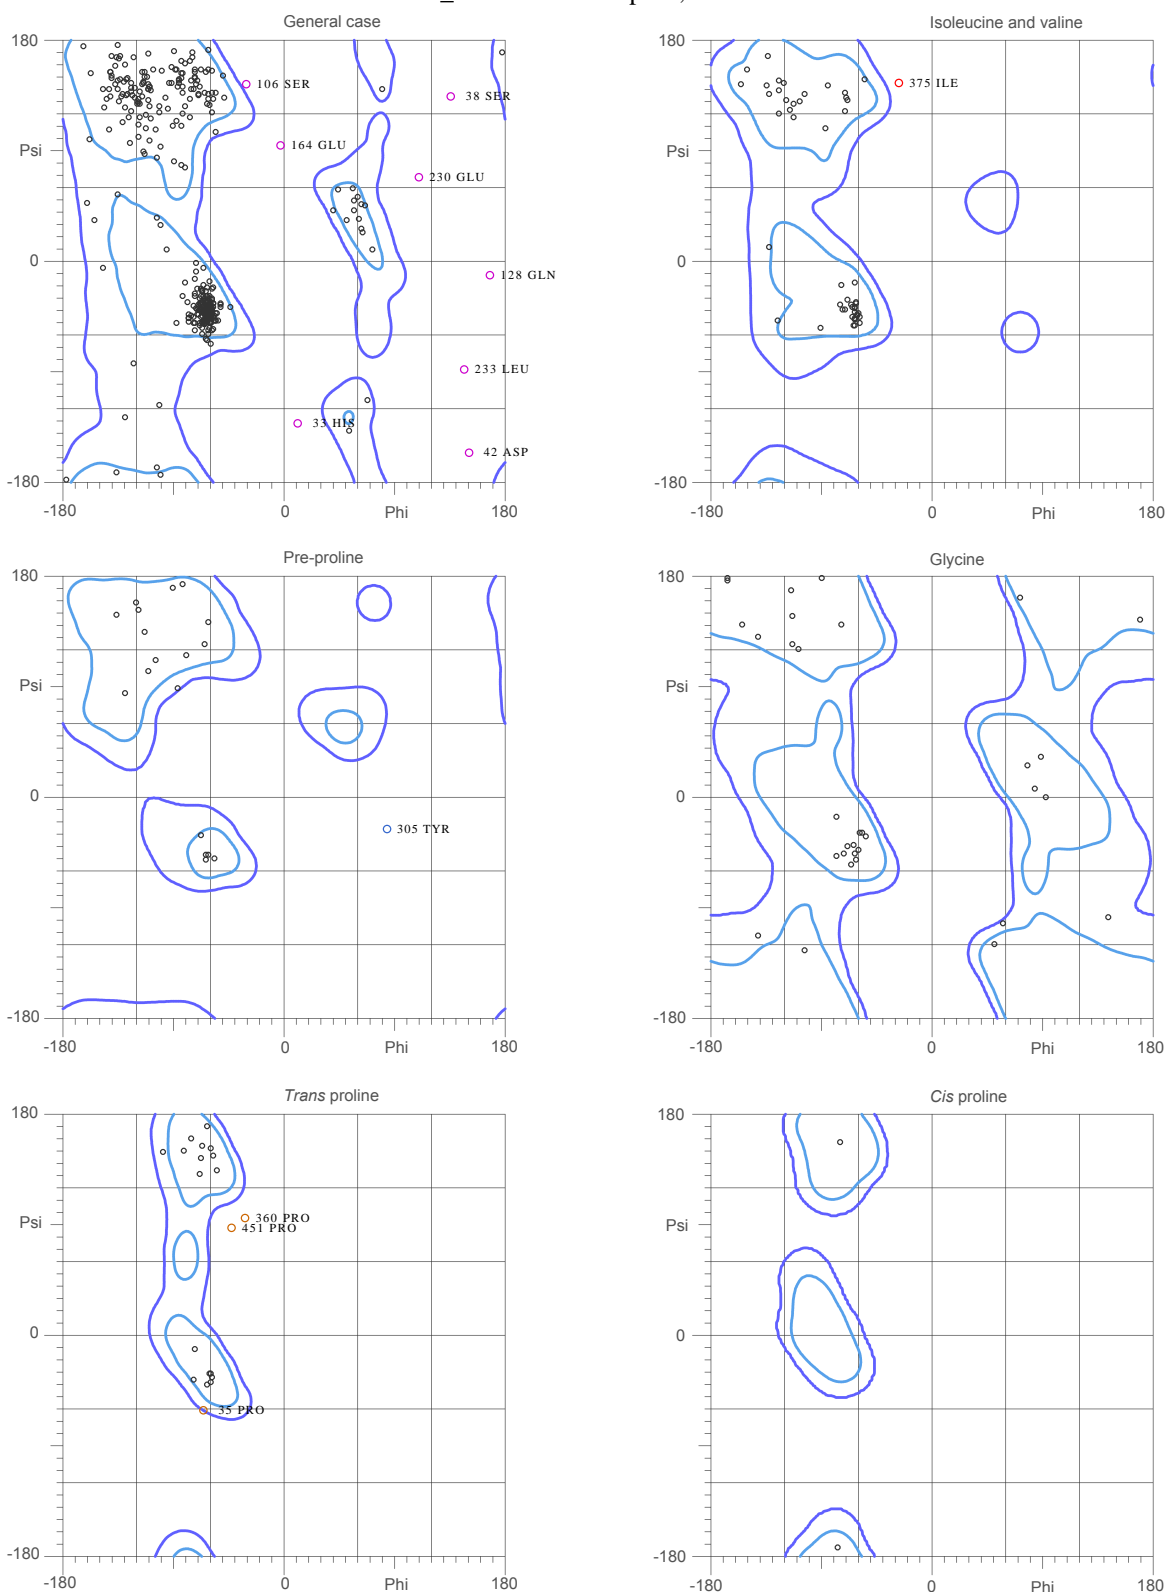 General case
180
Psi
0
-180
-180
0
Phi
180
106 SER
38 SER
164 GLU
230 GLU
128 GLN
233 LEU
33 HIS
42 ASP
Isoleucine and valine
180
Psi
0
-180
-180
0
Phi
180
375 ILE
Pre-proline
180
Psi
0
-180
-180
0
Phi
180
305 TYR
Glycine
180
Psi
0
-180
-180
0
Phi
180
Trans proline
180
Psi
0
-180
-180
0
Phi
180
360 PRO
451 PRO
35 PRO
Cis proline
180
Psi
0
-180
-180
0
Phi
180